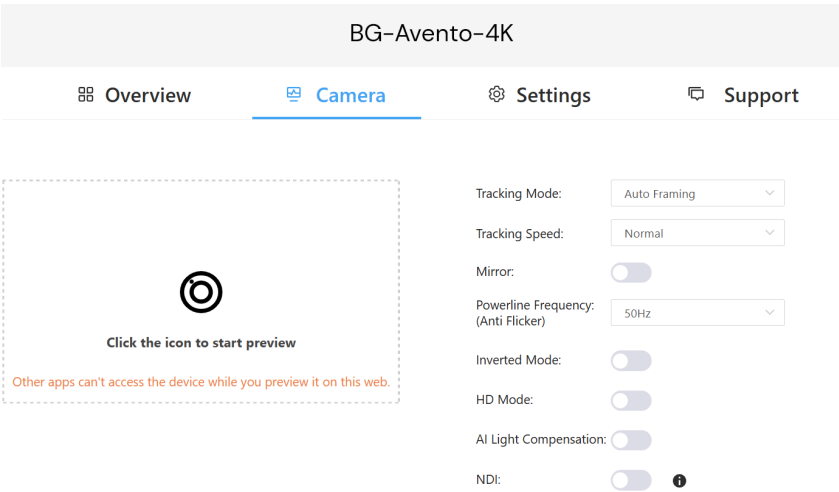 BG-Avento-4K
Overview
Camera
Settings
Support
Click the icon to start preview
Other apps can't access the device while you preview it on this web.
Tracking Mode: Auto Framing
Tracking Speed: Normal
Mirror:
Powerline Frequency:
(Anti Flicker)
50Hz
Inverted Mode:
HD Mode:
AI Light Compensation:
NDI: